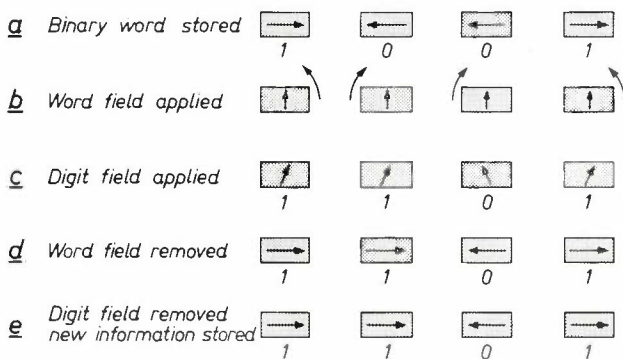 a Binary word stored
1 0 0 1
b Word field applied
c Digit field applied
1 1 0 1
d Word field removed
1 1 0 1
e Digit field removed
new information stored
1 1 0 1